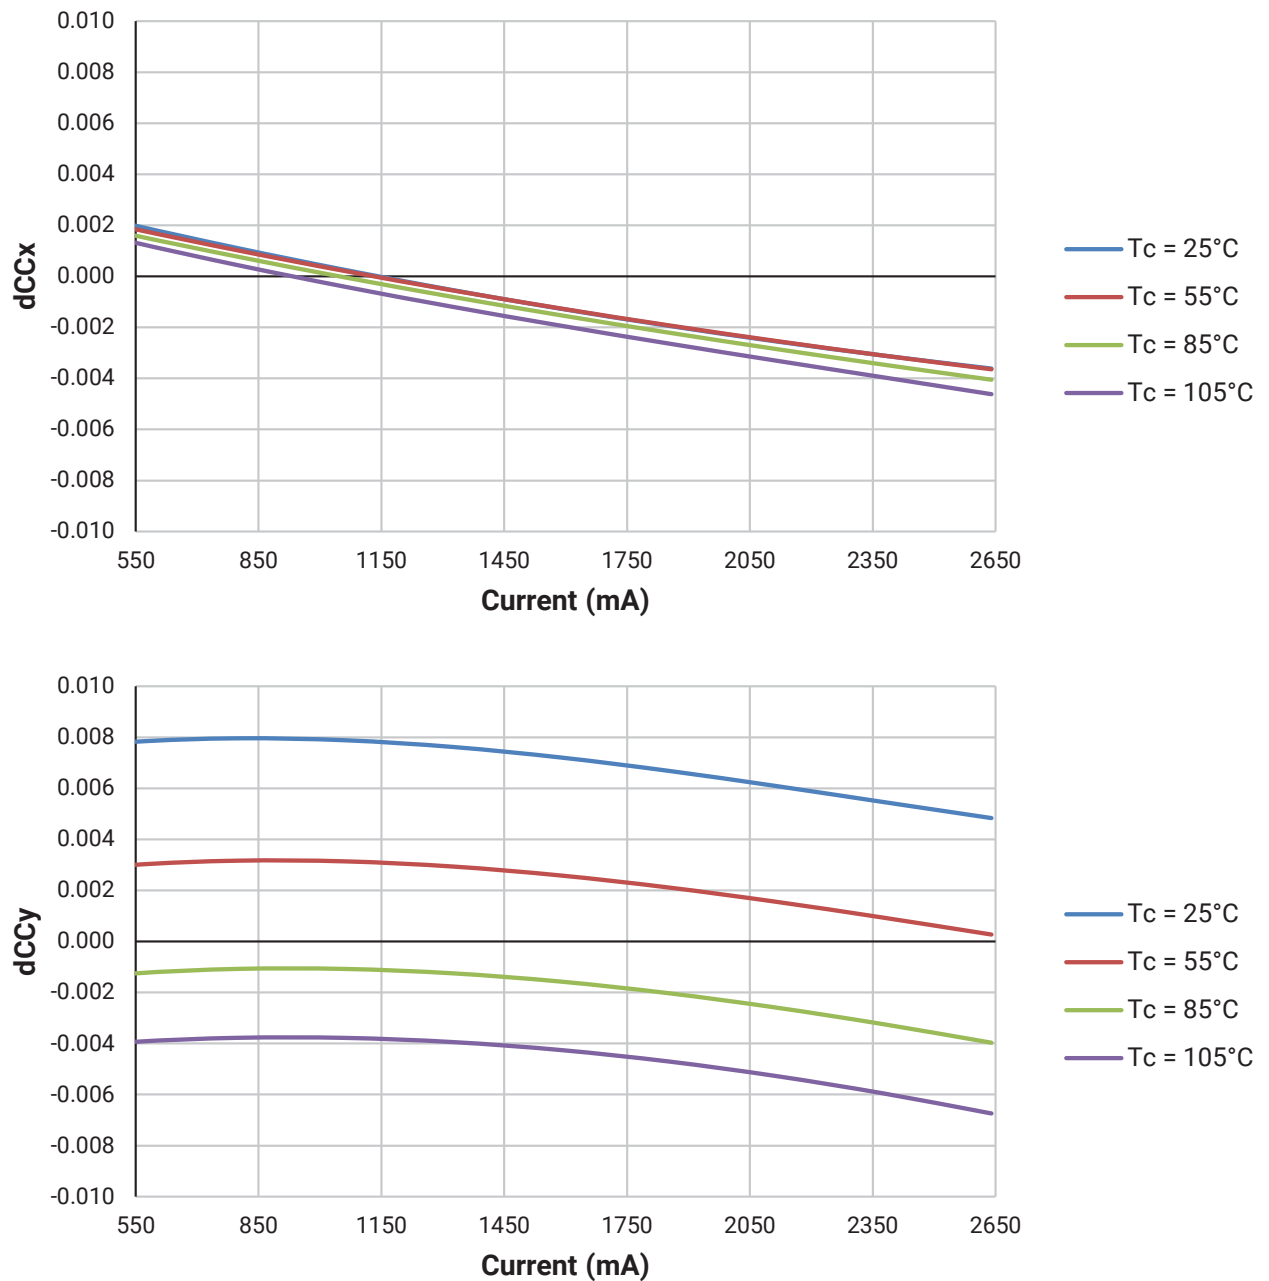 0.010
0.008
0.006
0.004
0.002
0.000
-0.002
-0.004
-0.006
-0.008
-0.010
dCCx
550 850 1150 1450 1750 2050 2350 2650
Current (mA)
Tc = 25°C
Tc = 55°C
Tc = 85°C
Tc = 105°C
0.010
0.008
0.006
0.004
0.002
0.000
-0.002
-0.004
-0.006
-0.008
-0.010
dCCy
550 850 1150 1450 1750 2050 2350 2650
Current (mA)
Tc = 25°C
Tc = 55°C
Tc = 85°C
Tc = 105°C